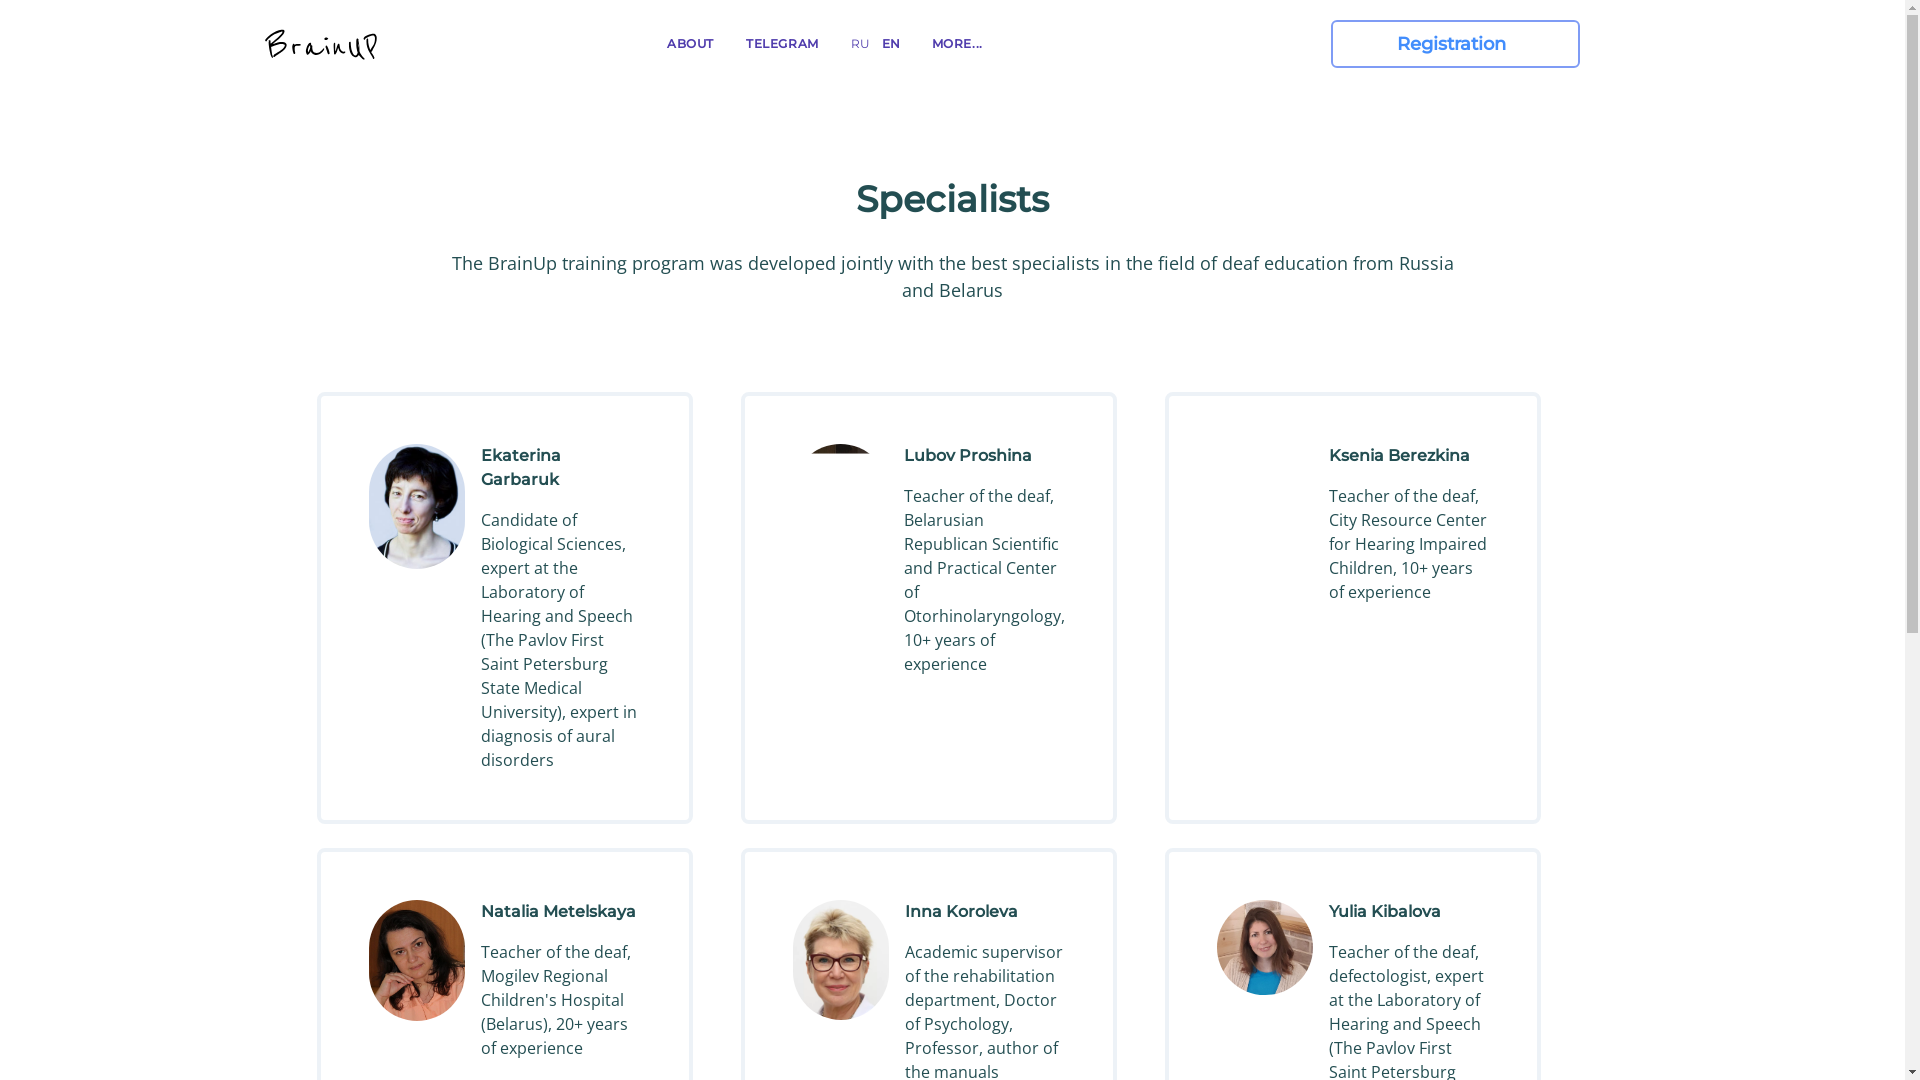 BrainUP
ABOUT
TELEGRAM
RU
EN
MORE...
Registration
Specialists
The BrainUp training program was developed jointly with the best specialists in the field of deaf education from Russia
and Belarus
Ekaterina
Garbaruk
Candidate of
Biological Sciences,
expert at the
Laboratory of
Hearing and Speech
(The Pavlov First
Saint Petersburg
State Medical
University), expert in
diagnosis of aural
disorders
Lubov Proshina
Teacher of the deaf,
Belarusian
Republican Scientific
and Practical Center
of
Otorhinolaryngology,
10+ years of
experience
Ksenia Berezkina
Teacher of the deaf,
City Resource Center
for Hearing Impaired
Children, 10+ years
of experience
Natalia Metelskaya
Teacher of the deaf,
Mogilev Regional
Children's Hospital
(Belarus), 20+ years
of experience
Inna Koroleva
Academic supervisor
of the rehabilitation
department, Doctor
of Psychology,
Professor, author of
the manuals
Yulia Kibalova
Teacher of the deaf,
defectologist, expert
at the Laboratory of
Hearing and Speech
(The Pavlov First
Saint Petersburg